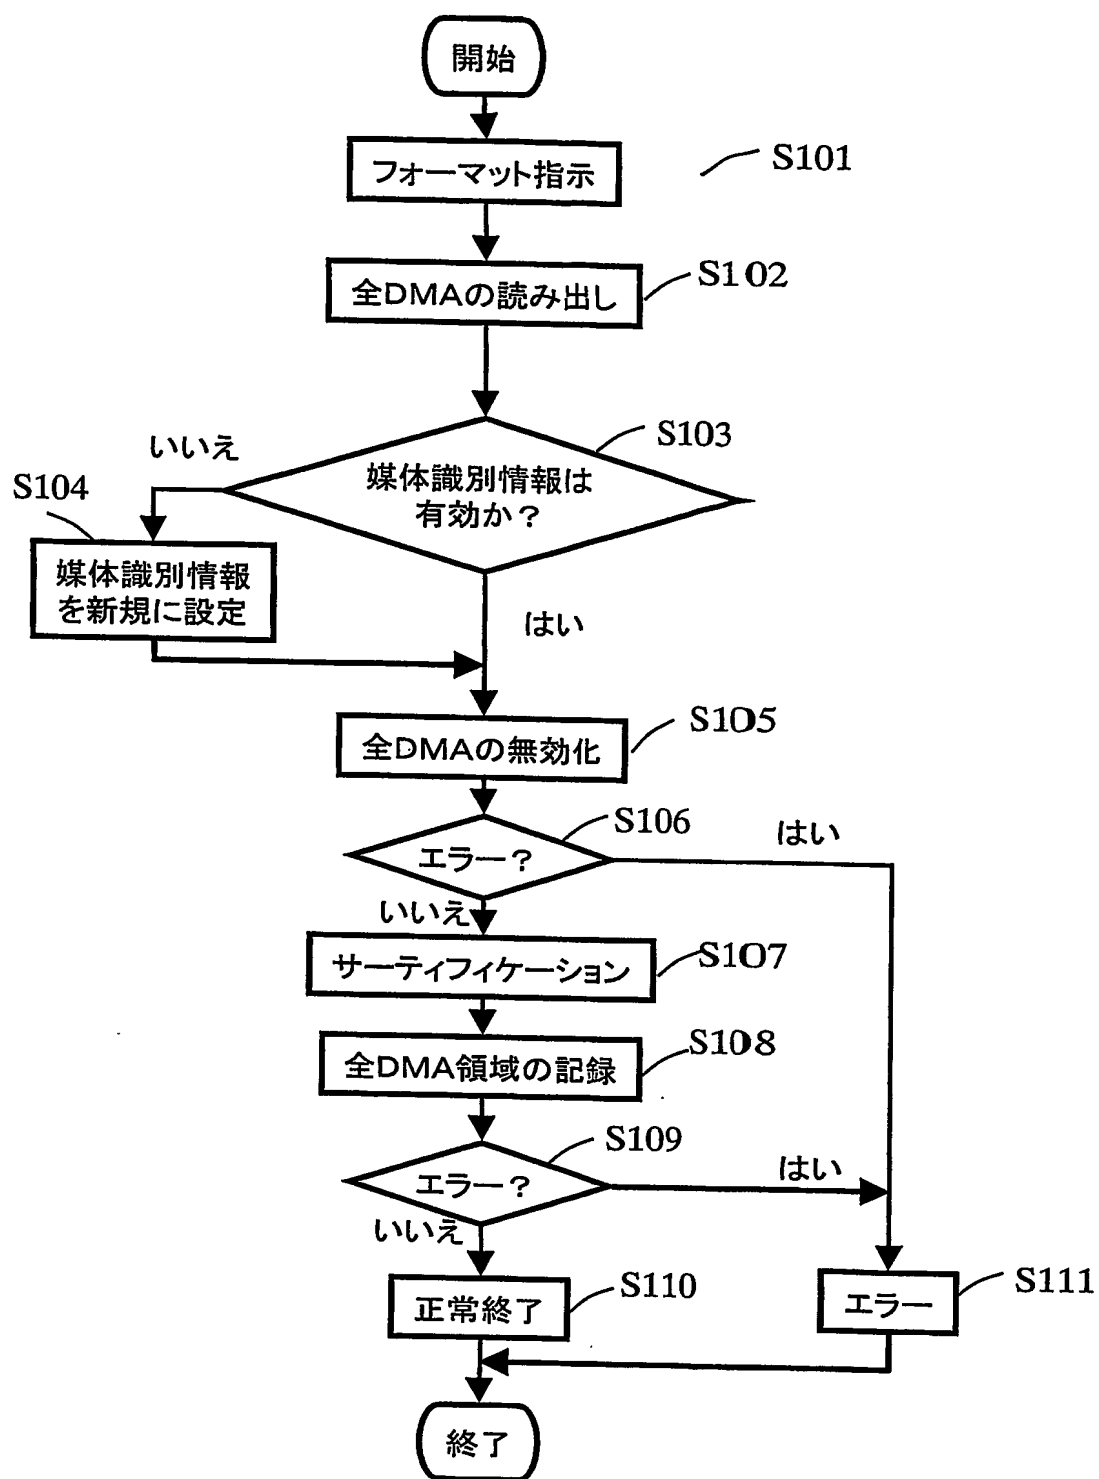 開始
フォーマット指示
S101
全DMAの読み出し
S102
いいえ
媒体識別情報は
有効か?
S103
S104
媒体識別情報
を新規に設定
はい
全DMAの無効化
S105
エラー?
S106
はい
いいえ
サーティフィケーション
S107
全DMA領域の記録
S108
エラー?
S109
はい
いいえ
正常終了
S110
エラー
S111
終了